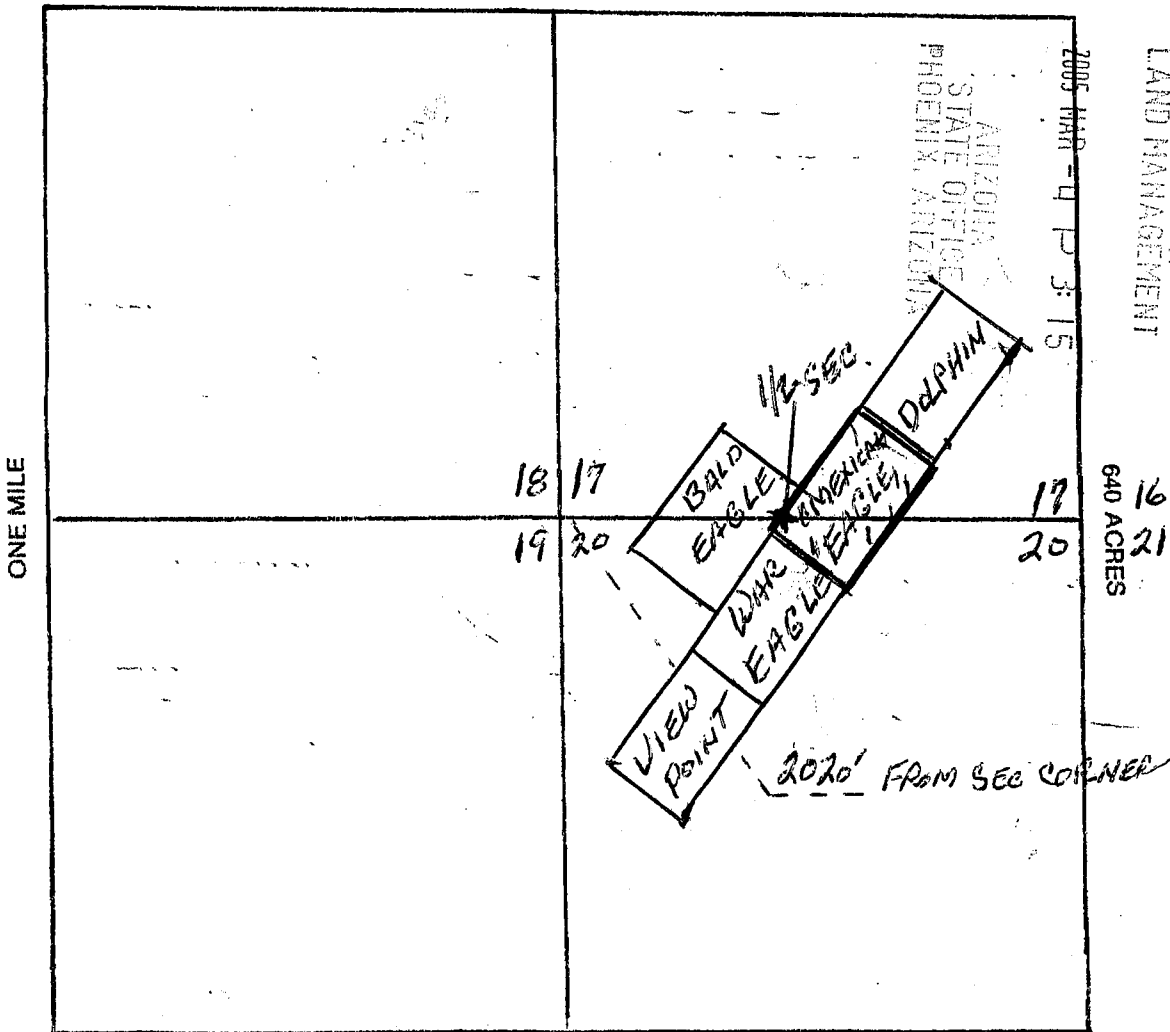 LAND MANAGEMENT
2005 MAR -4 P 3:15
ARIZONA
STATE OFFICE
PHOENIX, ARIZONA
DOLPHIN
1/2 SEC.
AMERICAN
EAGLE
BALD
EAGLE
18 17
17 16
19 20
20 21
ONE MILE
640 ACRES
WAR
EAGLE
VIEW
POINT
2020' FROM SEC CORNER